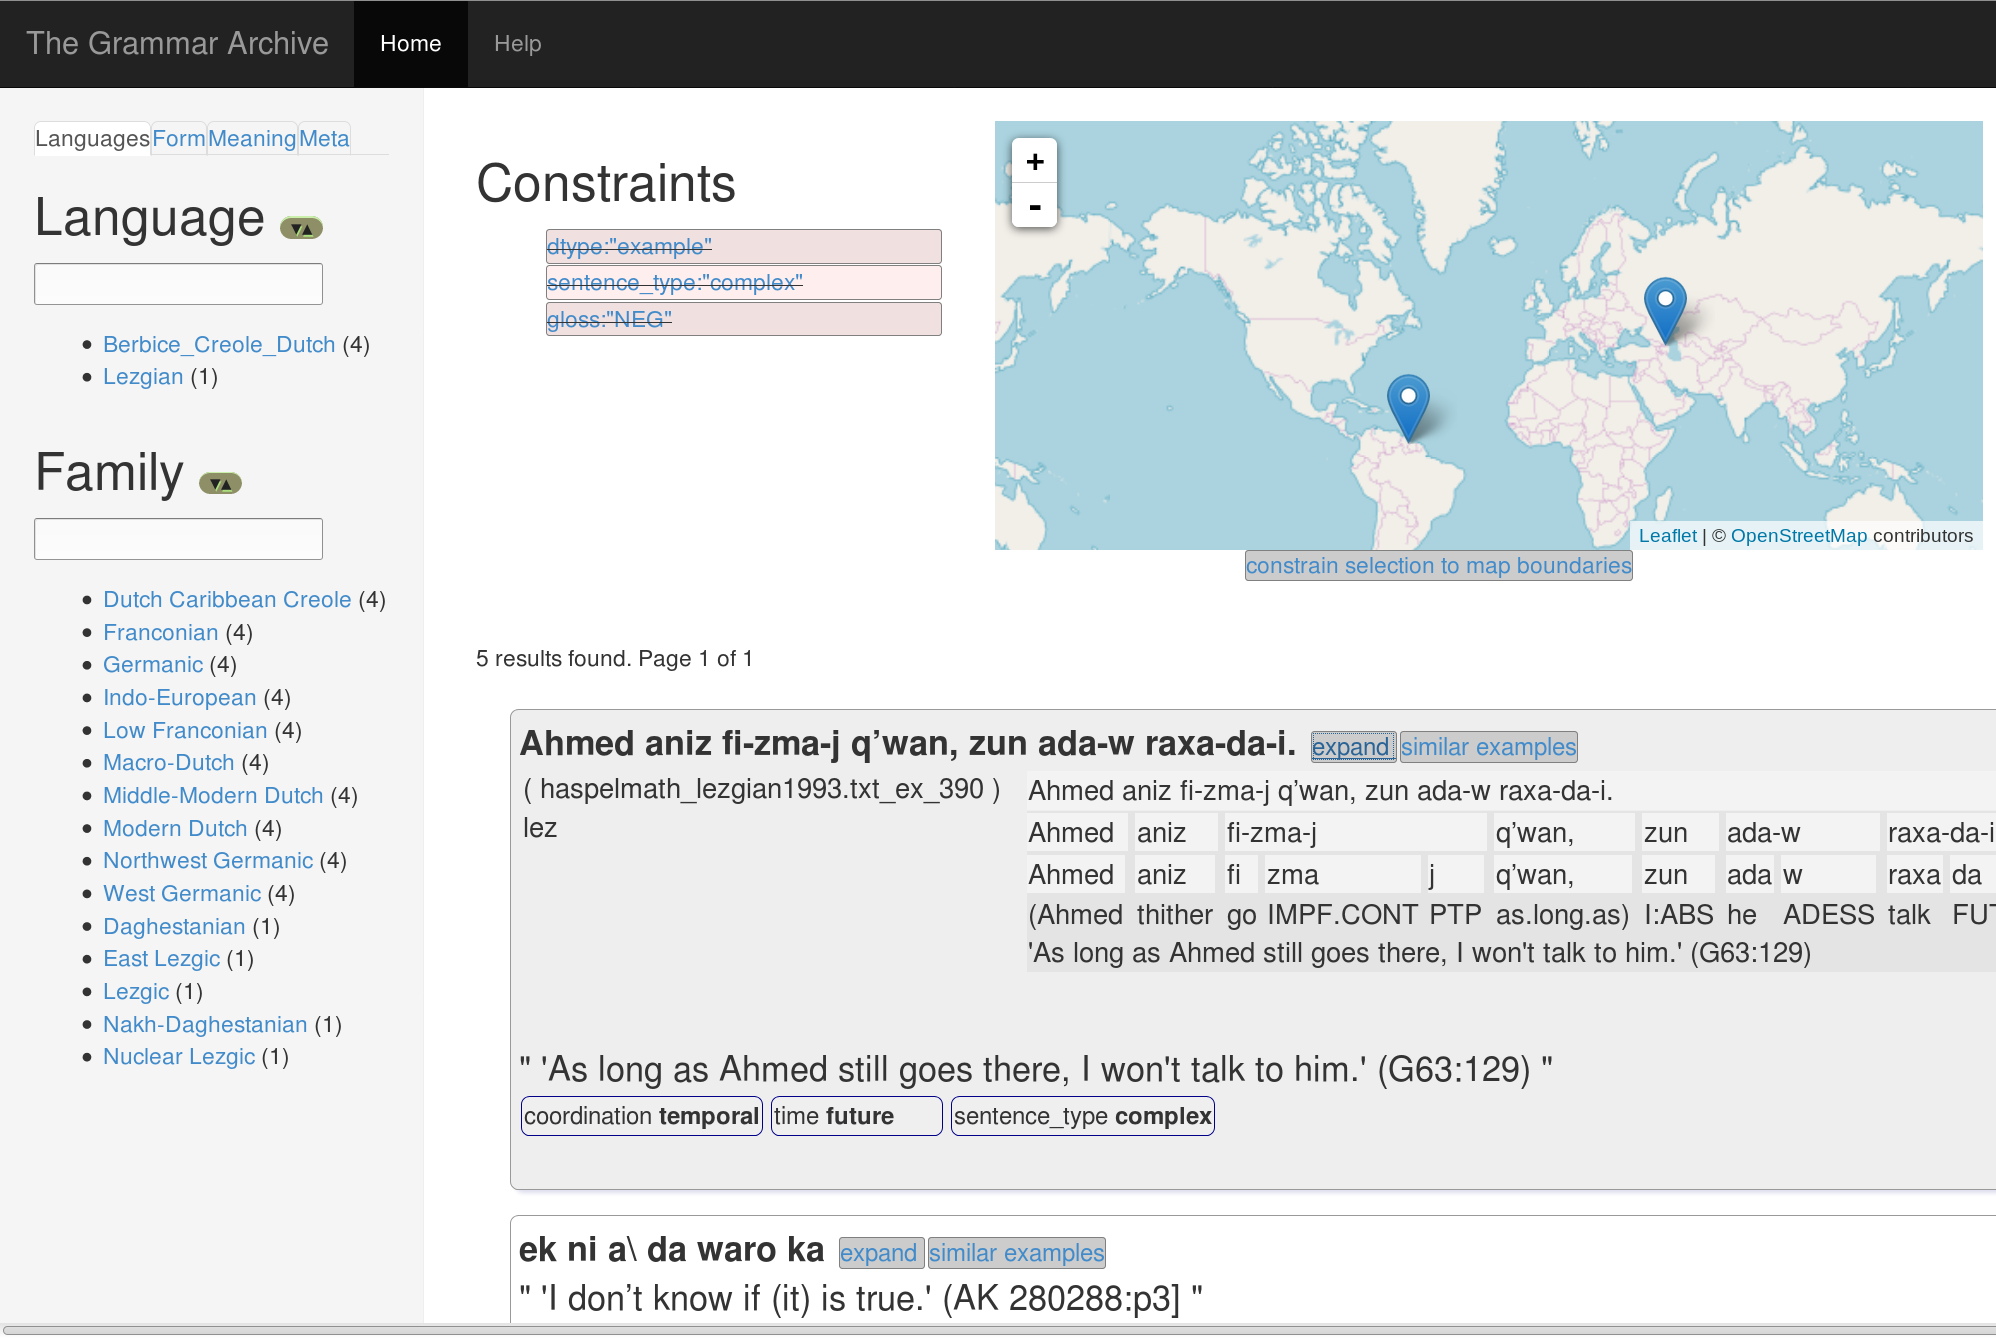 The Grammar Archive Home Help
Languages Form Meaning Meta
Language ▼▲
Berbice_Creole_Dutch (4)
Lezgian (1)
Family ▼▲
Dutch Caribbean Creole (4)
Franconian (4)
Germanic (4)
Indo-European (4)
Low Franconian (4)
Macro-Dutch (4)
Middle-Modern Dutch (4)
Modern Dutch (4)
Northwest Germanic (4)
West Germanic (4)
Daghestanian (1)
East Lezgic (1)
Lezgic (1)
Nakh-Daghestanian (1)
Nuclear Lezgic (1)
Constraints
dtype:"example"
sentence_type:"complex"
gloss:"NEG"
+
-
Leaflet | © OpenStreetMap contributors
constrain selection to map boundaries
5 results found. Page 1 of 1
Ahmed aniz fi-zma-j q’wan, zun ada-w raxa-da-i. expand similar examples
( haspelmath_lezgian1993.txt_ex_390 )
lez
Ahmed aniz fi-zma-j q’wan, zun ada-w raxa-da-i.
Ahmed aniz fi-zma-j q’wan, zun ada-w raxa-da-i
Ahmed aniz fi zma j q’wan, zun ada w raxa da
(Ahmed thither go IMPF.CONT PTP as.long.as) I:ABS he ADESS talk FUT
'As long as Ahmed still goes there, I won't talk to him.' (G63:129)
" 'As long as Ahmed still goes there, I won't talk to him.' (G63:129) "
coordination temporal time future sentence_type complex
ek ni a\ da waro ka expand similar examples
" 'I don’t know if (it) is true.' (AK 280288:p3] "